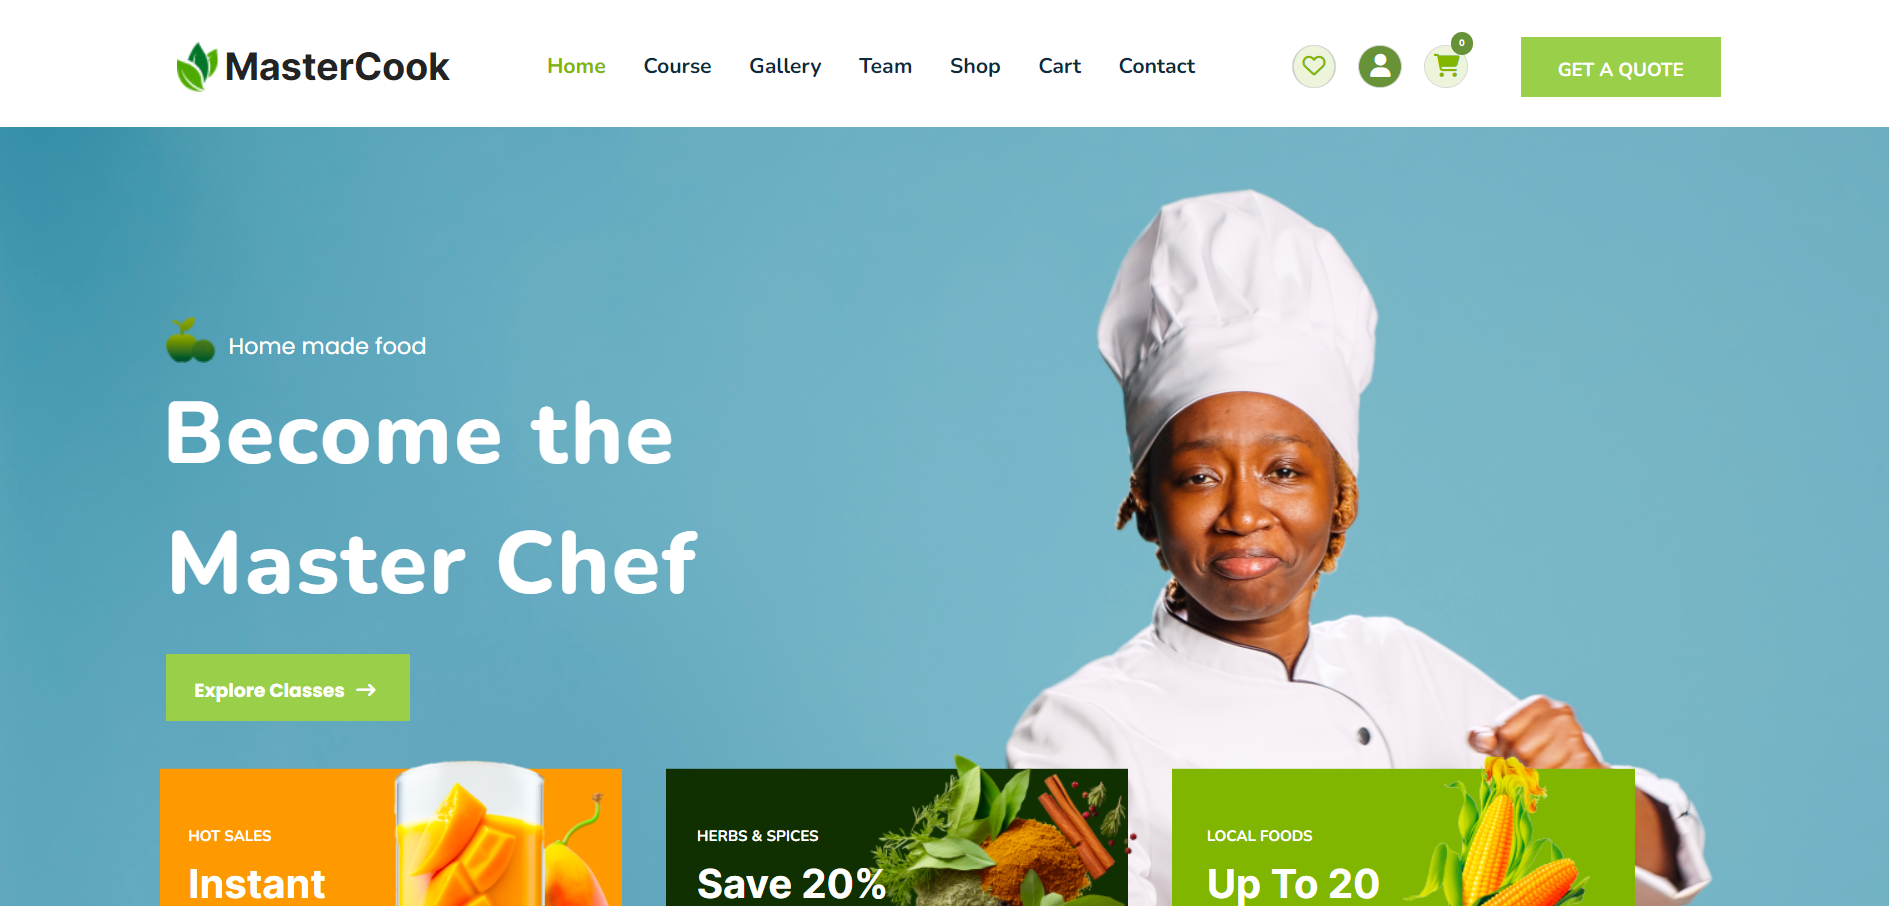 MasterCook
Home Course Gallery Team Shop Cart Contact
0
GET A QUOTE
Home made food
Become the
Master Chef
Explore Classes →
HOT SALES
Instant
HERBS & SPICES
Save 20%
LOCAL FOODS
Up To 20